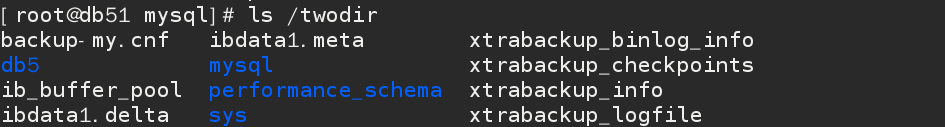 [root@db51 mysql]# ls /twodir
backup-my.cnf ibdata1.meta xtrabackup_binlog_info
db5 mysql xtrabackup_checkpoints
ib_buffer_pool performance_schema xtrabackup_info
ibdata1.delta sys xtrabackup_logfile